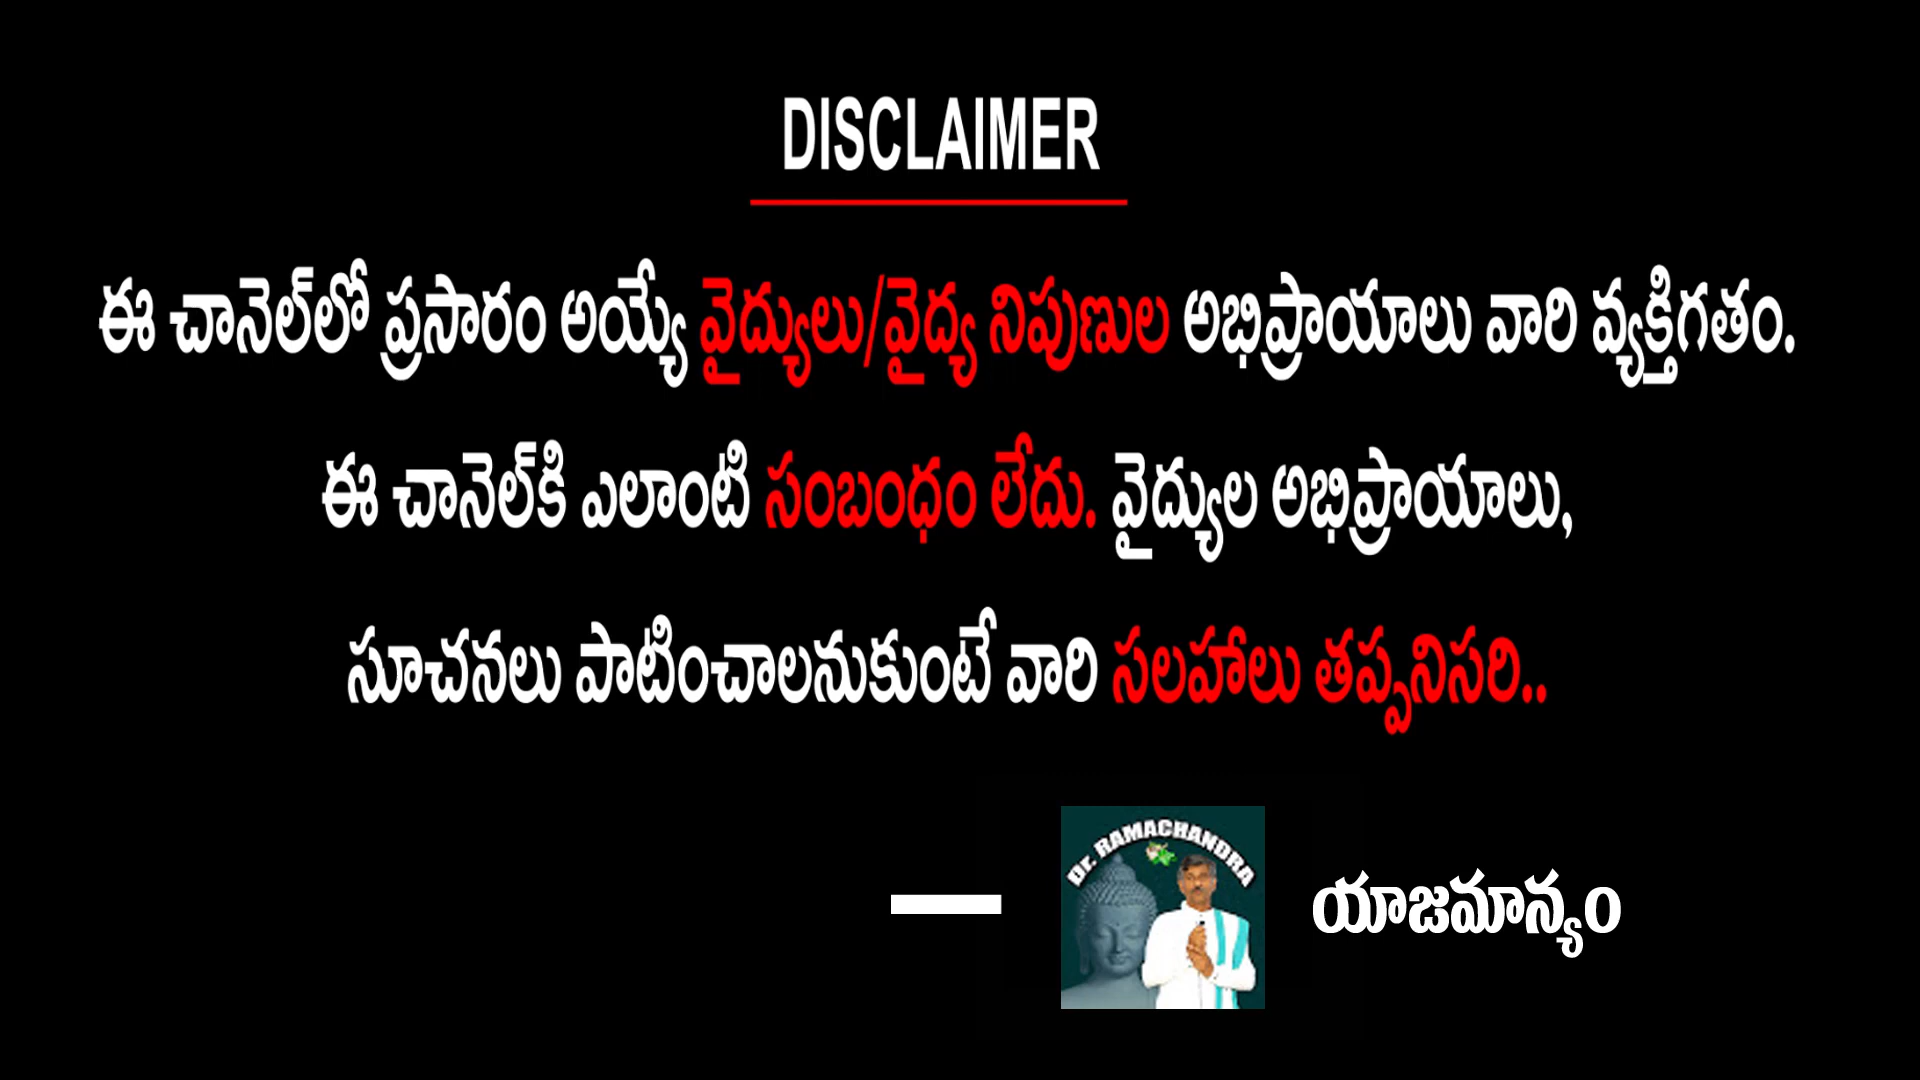 DISCLAIMER
ఈ చానెల్‌లో ప్రసారం అయ్యే వైద్యులు/వైద్య నిపుణుల అభిప్రాయాలు వారి వ్యక్తిగతం.
ఈ చానెల్‌కి ఎలాంటి సంబంధం లేదు. వైద్యుల అభిప్రాయాలు,
సూచనలు పాటించాలనుకుంటే వారి సలహాలు తప్పనిసరి..
Dr. RAMACHANDRA
— యాజమాన్యం